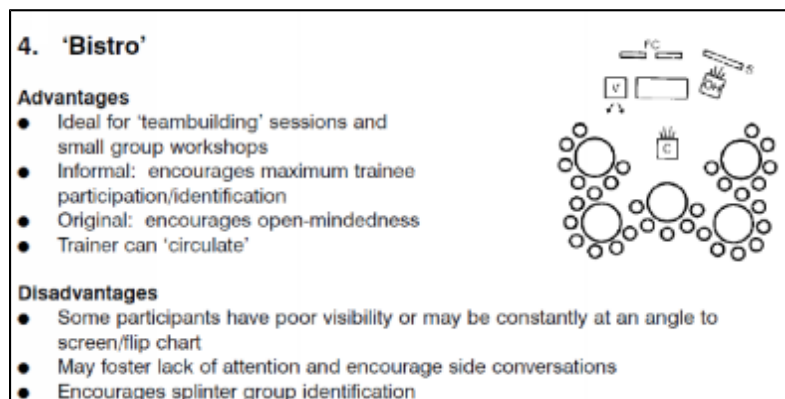 4. 'Bistro'
FC
S
V
OH
C
Advantages
● Ideal for 'teambuilding' sessions and
small group workshops
● Informal: encourages maximum trainee
participation/identification
● Original: encourages open-mindedness
● Trainer can 'circulate'
Disadvantages
● Some participants have poor visibility or may be constantly at an angle to
screen/flip chart
● May foster lack of attention and encourage side conversations
● Encourages splinter group identification